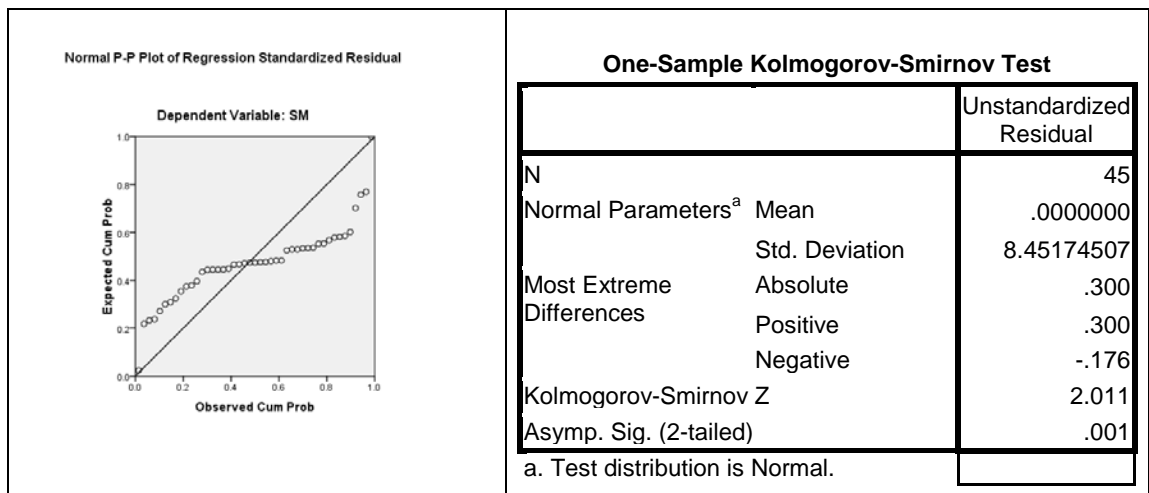 Normal P-P Plot of Regression Standardized Residual
Dependent Variable: SM
1.0
0.8
0.6
0.4
0.2
0.0
Expected Cum Prob
0.0 0.2 0.4 0.6 0.8 1.0
Observed Cum Prob
One-Sample Kolmogorov-Smirnov Test
Unstandardized
Residual
N 45
Normal Parametersa Mean .0000000
Std. Deviation 8.45174507
Most Extreme Absolute .300
Differences
Positive .300
Negative -.176
Kolmogorov-Smirnov Z 2.011
Asymp. Sig. (2-tailed) .001
a. Test distribution is Normal.